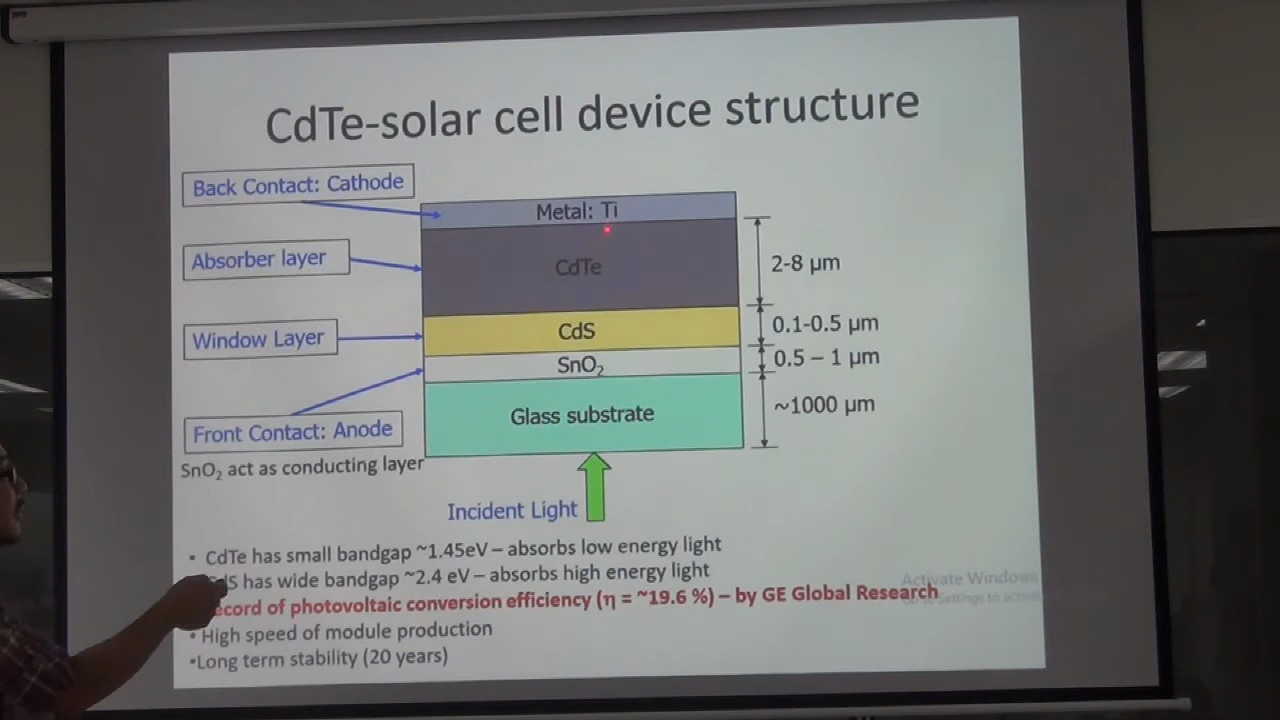 CdTe-solar cell device structure
Back Contact: Cathode
Metal: Ti
Absorber layer
CdTe
2-8 µm
Window Layer
CdS
0.1-0.5 µm
SnO₂
0.5 – 1 µm
Glass substrate
~1000 µm
Front Contact: Anode
SnO₂ act as conducting layer
Incident Light
• CdTe has small bandgap ~1.45eV – absorbs low energy light
has wide bandgap ~2.4 eV – absorbs high energy light
of photovoltaic conversion efficiency (η = ~19.6 %) – by GE Global Research
• High speed of module production
•Long term stability (20 years)
Activate Windows